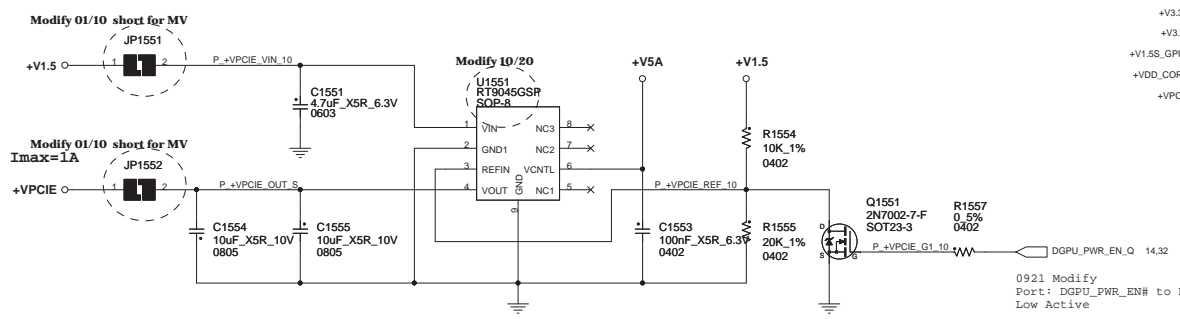 Modify 01/10 short for MV
JP1551
+V1.5
1
2
P_+VPCIE_VIN_10
C1551
4.7uF_X5R_6.3V
0603
Modify 10/20
U1551
RT9045GSP
SOP-8
1 VIN NC3 8
2 GND1 NC2 7
3 REFIN VCNTL 6
4 VOUT NC1 5
GND
9
+V5A
+V1.5
R1554
10K_1%
0402
Modify 01/10 short for MV
Imax=1A
JP1552
+VPCIE
1
2
P_+VPCIE_OUT_S
C1554
10uF_X5R_10V
0805
C1555
10uF_X5R_10V
0805
P_+VPCIE_REF_10
C1553
100nF_X5R_6.3V
0402
R1555
20K_1%
0402
Q1551
2N7002-7-F
SOT23-3
D
S
G
P_+VPCIE_G1_10
R1557
0_5%
0402
DGPU_PWR_EN_Q 14,32
0921 Modify
Port: DGPU_PWR_EN# to
Low Active
+V3.3
+V3.
+V1.5S_GPU
+VDD_COR
+VPC